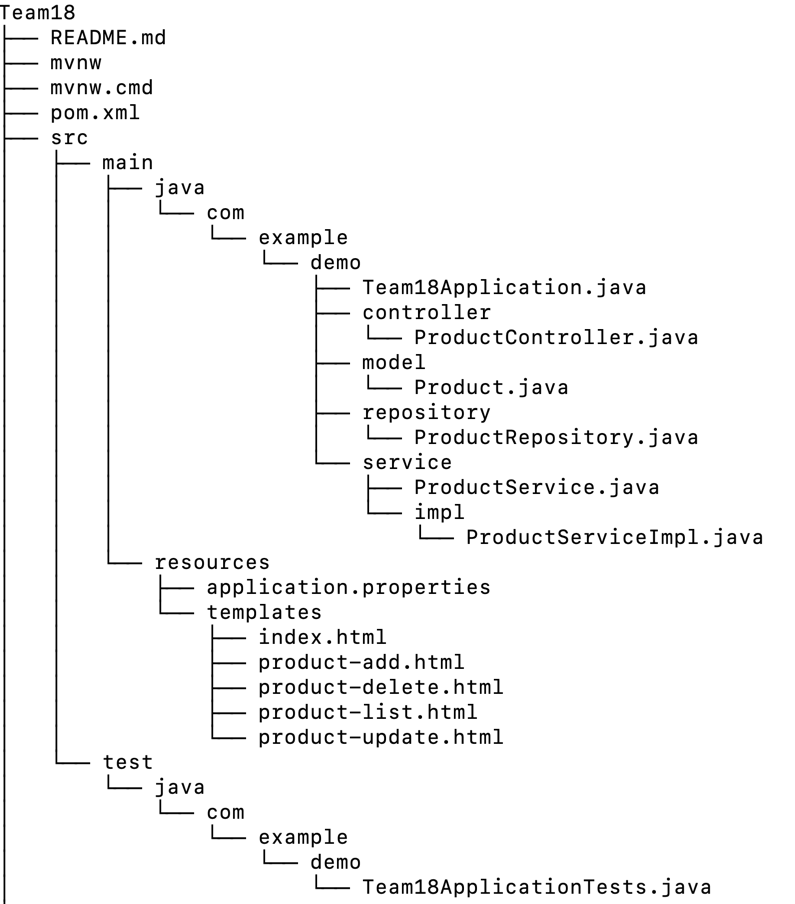 Team18
README.md
mvnw
mvnw.cmd
pom.xml
src
main
java
com
example
demo
Team18Application.java
controller
ProductController.java
model
Product.java
repository
ProductRepository.java
service
ProductService.java
impl
ProductServiceImpl.java
resources
application.properties
templates
index.html
product-add.html
product-delete.html
product-list.html
product-update.html
test
java
com
example
demo
Team18ApplicationTests.java